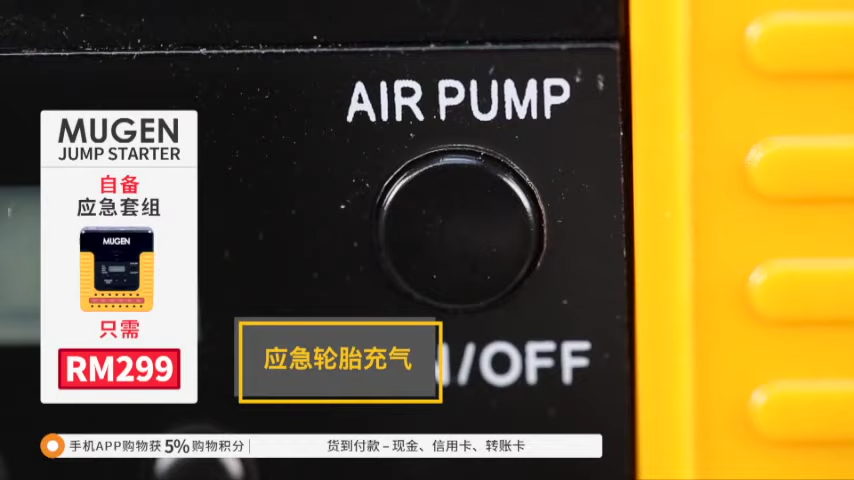 AIR PUMP
MUGEN
JUMP STARTER
自备
应急套组
MUGEN
只需
RM299
应急轮胎充气
/OFF
手机APP购物获5%购物积分
货到付款 – 现金、信用卡、转账卡